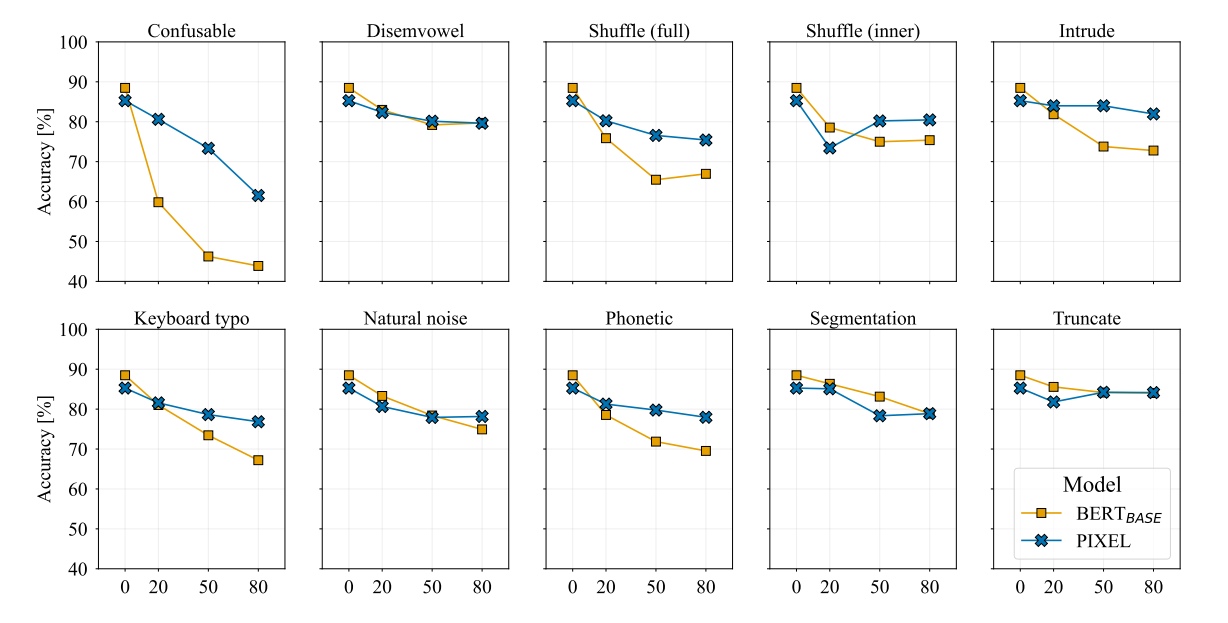 Confusable Disemvowel Shuffle (full) Shuffle (inner) Intrude
100
90
80
70
60
50
40
Accuracy [%]
Keyboard typo Natural noise Phonetic Segmentation Truncate
100
90
80
70
60
50
40
Accuracy [%]
Model
BERT_BASE
PIXEL
0 20 50 80 0 20 50 80 0 20 50 80 0 20 50 80 0 20 50 80